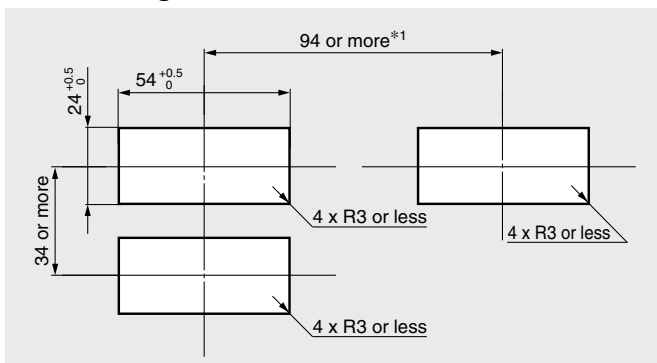 94 or more*1
54 +0.5 0
24 +0.5 0
34 or more
4 x R3 or less
4 x R3 or less
4 x R3 or less